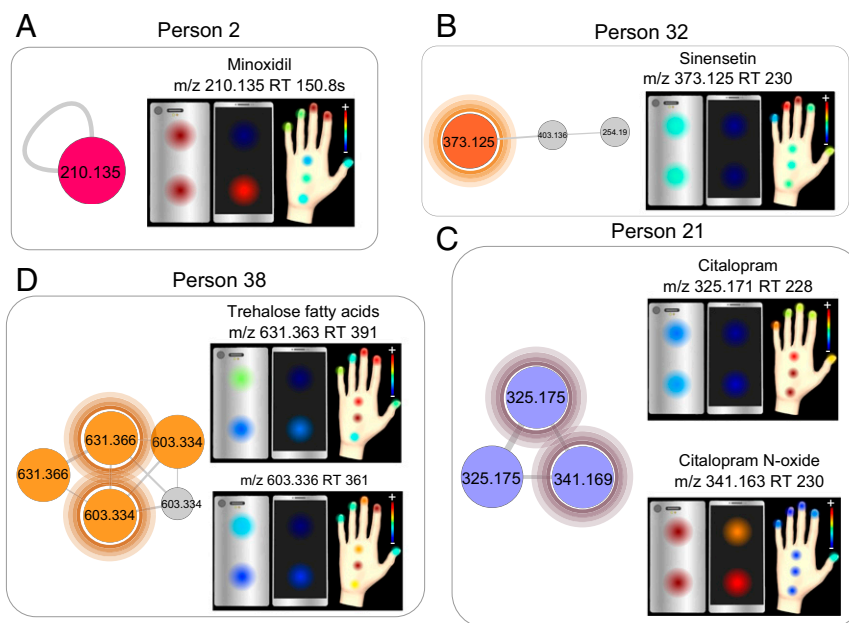 A
Person 2
Minoxidil
m/z 210.135 RT 150.8s
210.135
+
-
B
Person 32
Sinensetin
m/z 373.125 RT 230
373.125
403.136
254.19
+
-
C
Person 21
Citalopram
m/z 325.171 RT 228
325.175
325.175
341.169
+
-
Citalopram N-oxide
m/z 341.163 RT 230
+
-
D
Person 38
Trehalose fatty acids
m/z 631.363 RT 391
631.366
603.334
631.366
603.334
603.334
+
-
m/z 603.336 RT 361
+
-